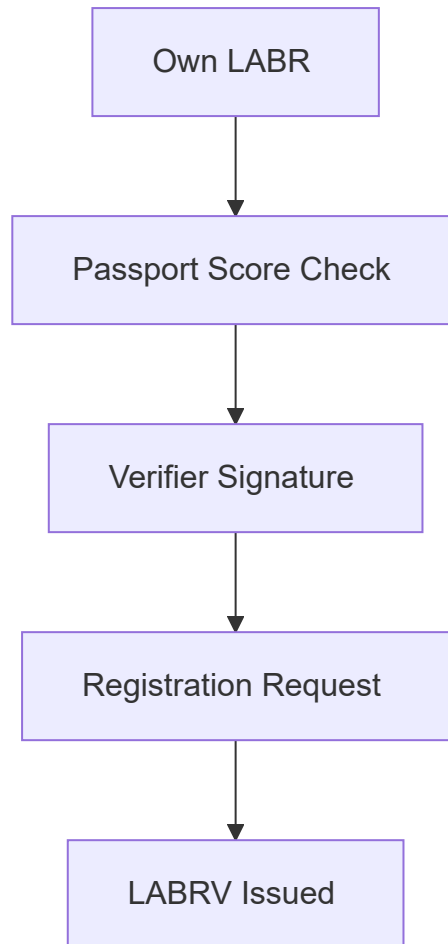 Own LABR
Passport Score Check
Verifier Signature
Registration Request
LABRV Issued